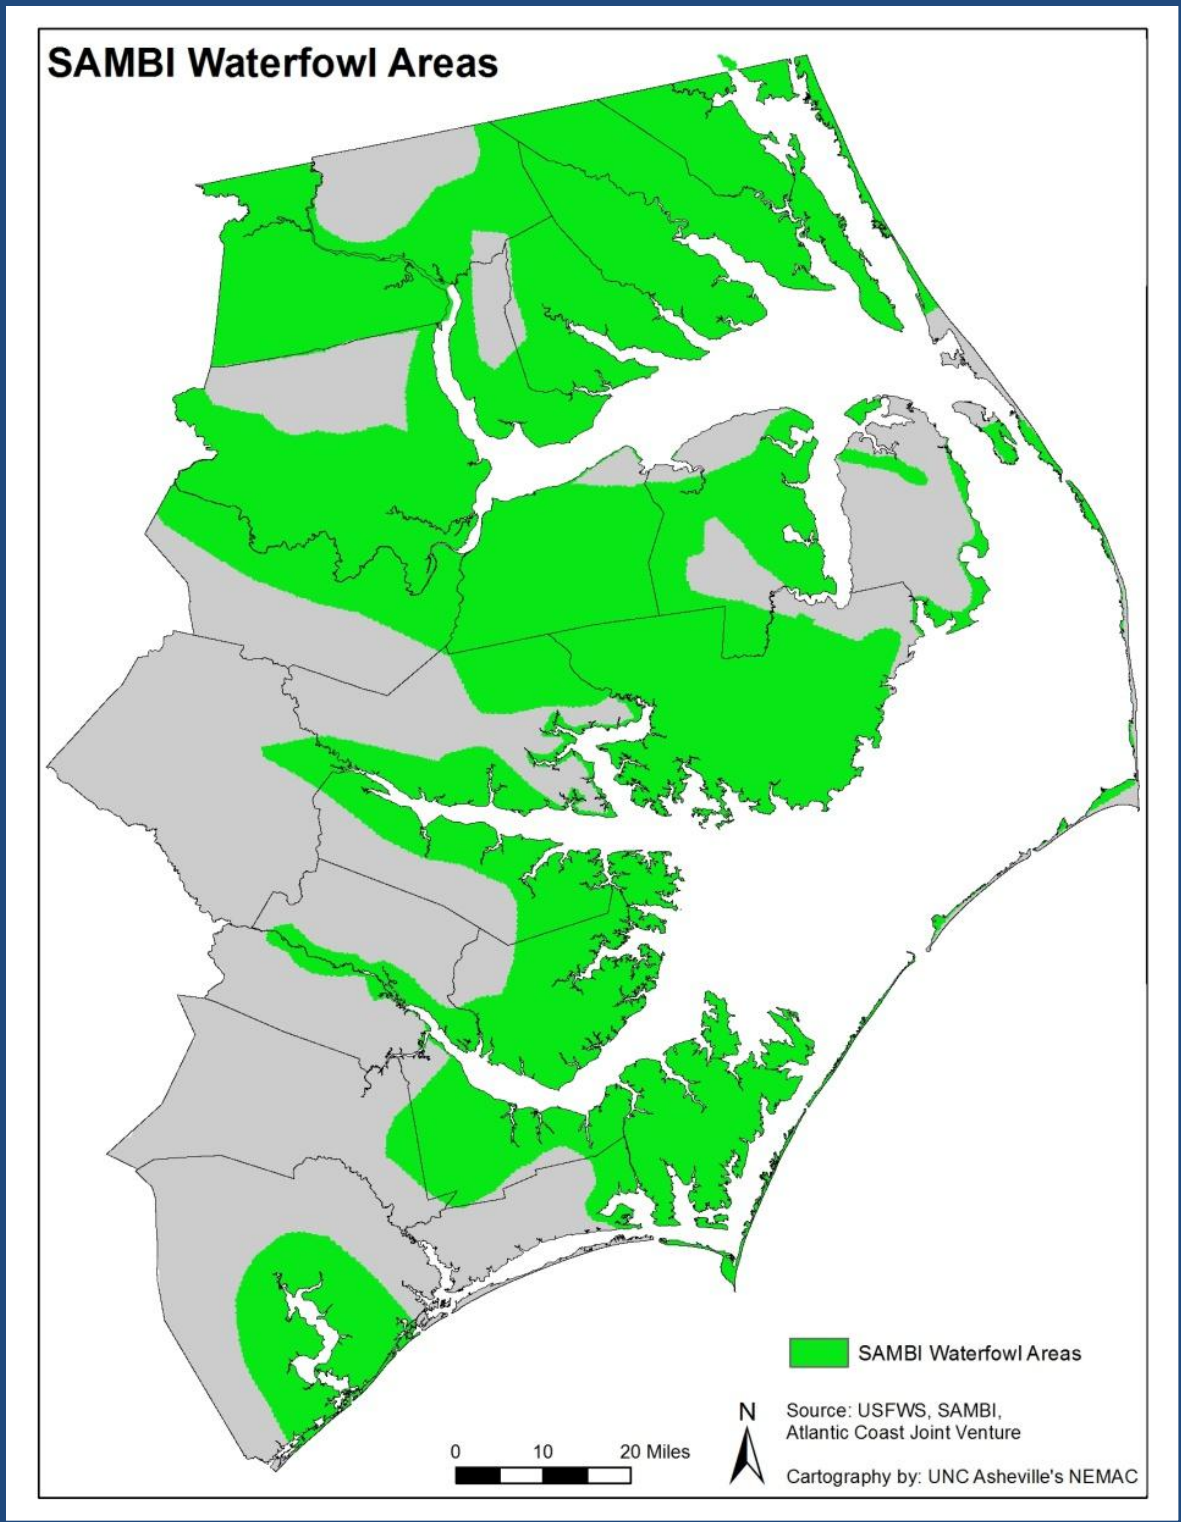 SAMBI Waterfowl Areas
SAMBI Waterfowl Areas
N
Source: USFWS, SAMBI,
Atlantic Coast Joint Venture
0 10 20 Miles
Cartography by: UNC Asheville's NEMAC